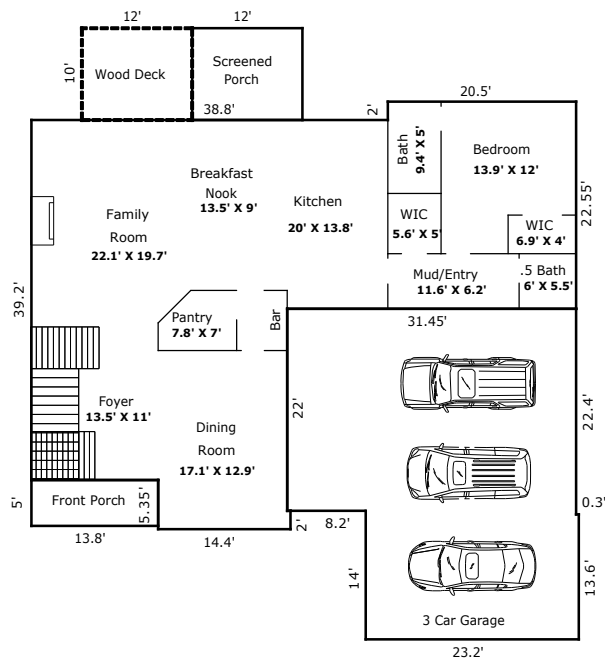 12'
12'
10'
Wood Deck
Screened
Porch
38.8'
2'
20.5'
Bath
9.4' X 5'
Bedroom
13.9' X 12'
22.55'
Breakfast
Nook
13.5' X 9'
Kitchen
20' X 13.8'
Family
Room
22.1' X 19.7'
WIC
5.6' X 5'
WIC
6.9' X 4'
39.2'
Mud/Entry
11.6' X 6.2'
.5 Bath
6' X 5.5'
Pantry
7.8' X 7'
Bar
31.45'
Foyer
13.5' X 11'
22'
22.4'
Dining
Room
17.1' X 12.9'
5'
Front Porch
5.35'
13.8'
14.4'
2'
8.2'
0.3'
14'
13.6'
3 Car Garage
23.2'